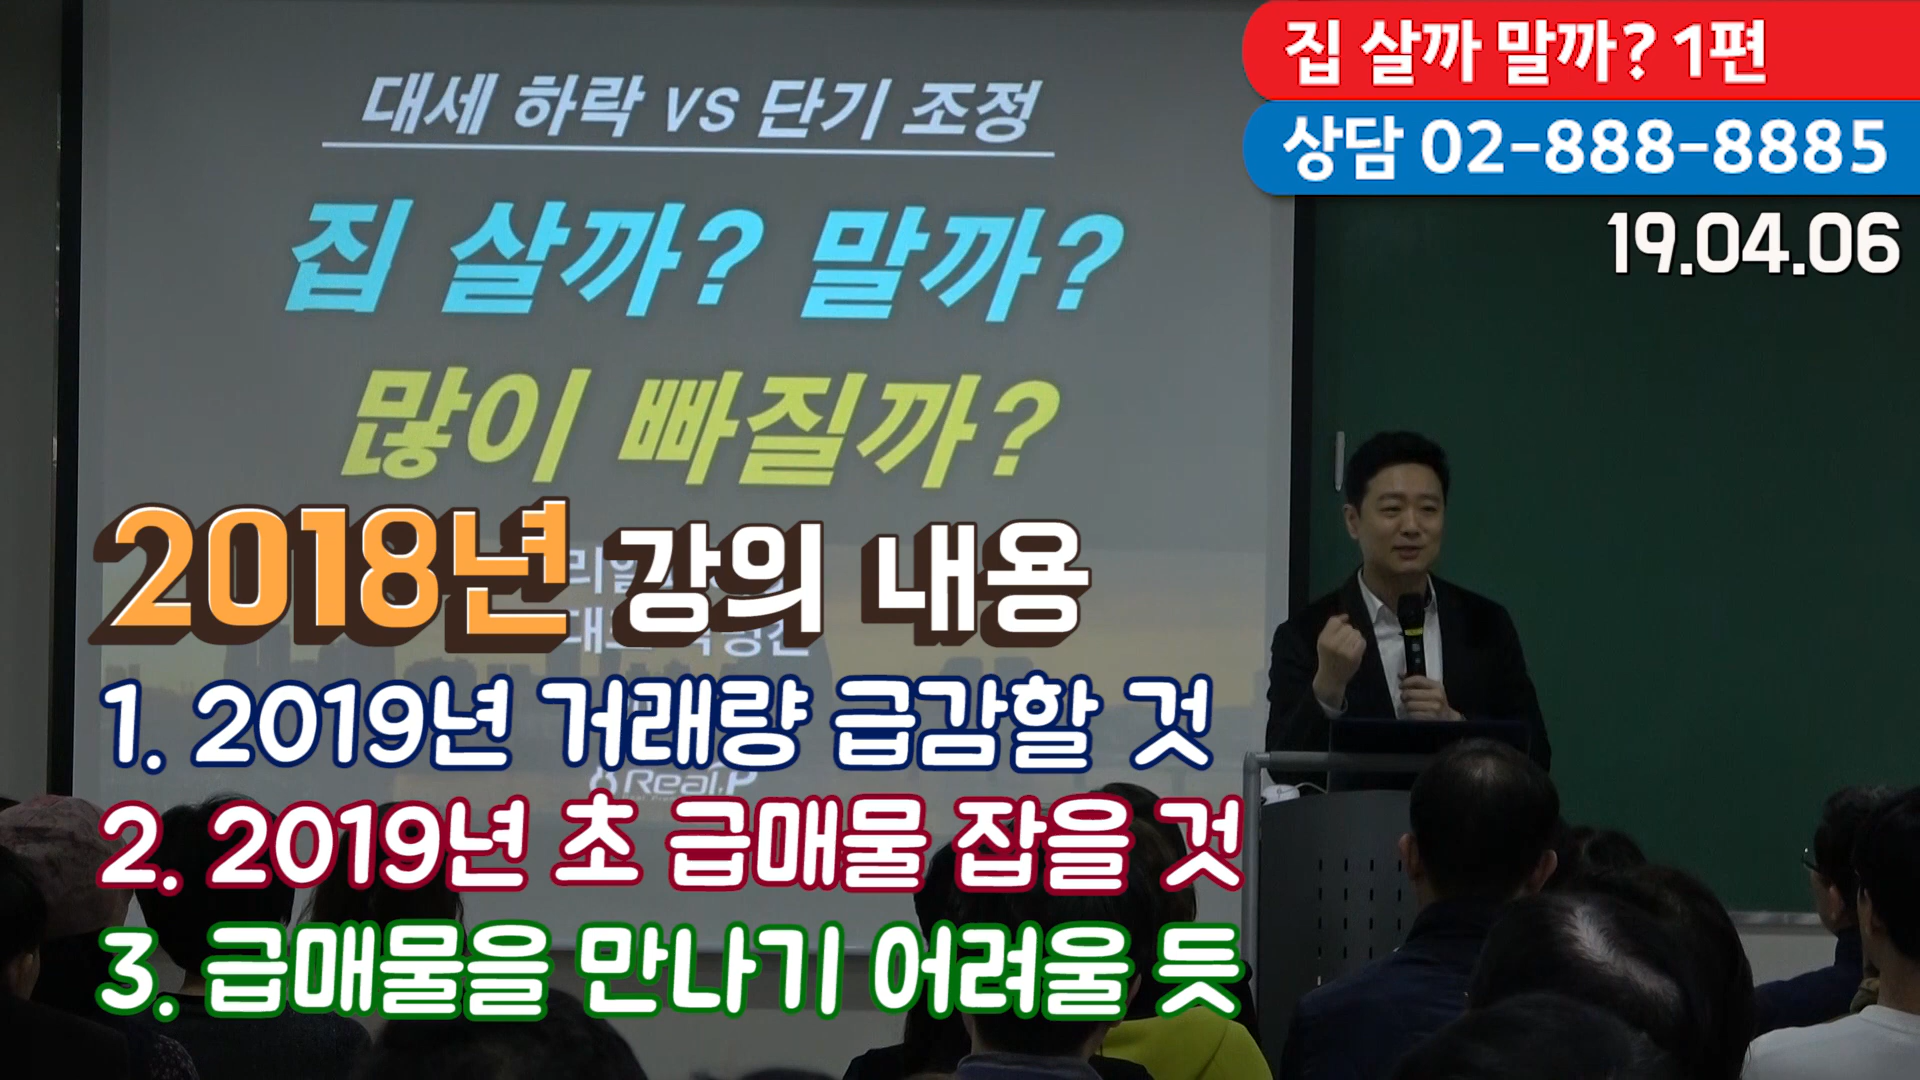 집 살까 말까? 1편
상담 02-888-8885
19.04.06
대세 하락 vs 단기 조정
집 살까? 말까?
많이 빠질까?
2018년 강의 내용
1. 2019년 거래량 급감할 것
Real.P
2. 2019년 초 급매물 잡을 것
3. 급매물을 만나기 어려울 듯